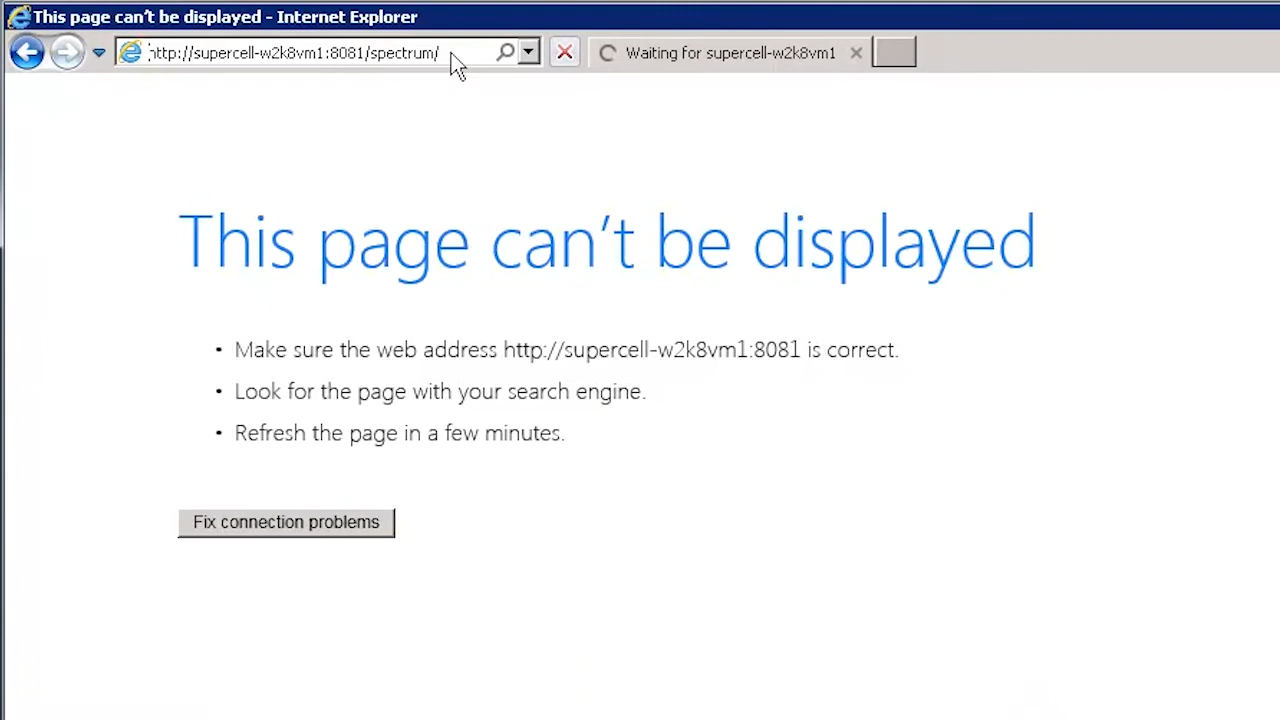 This page can't be displayed - Internet Explorer
http://supercell-w2k8vm1:8081/spectrum/
Waiting for supercell-w2k8vm1
This page can't be displayed
• Make sure the web address http://supercell-w2k8vm1:8081 is correct.
• Look for the page with your search engine.
• Refresh the page in a few minutes.
Fix connection problems